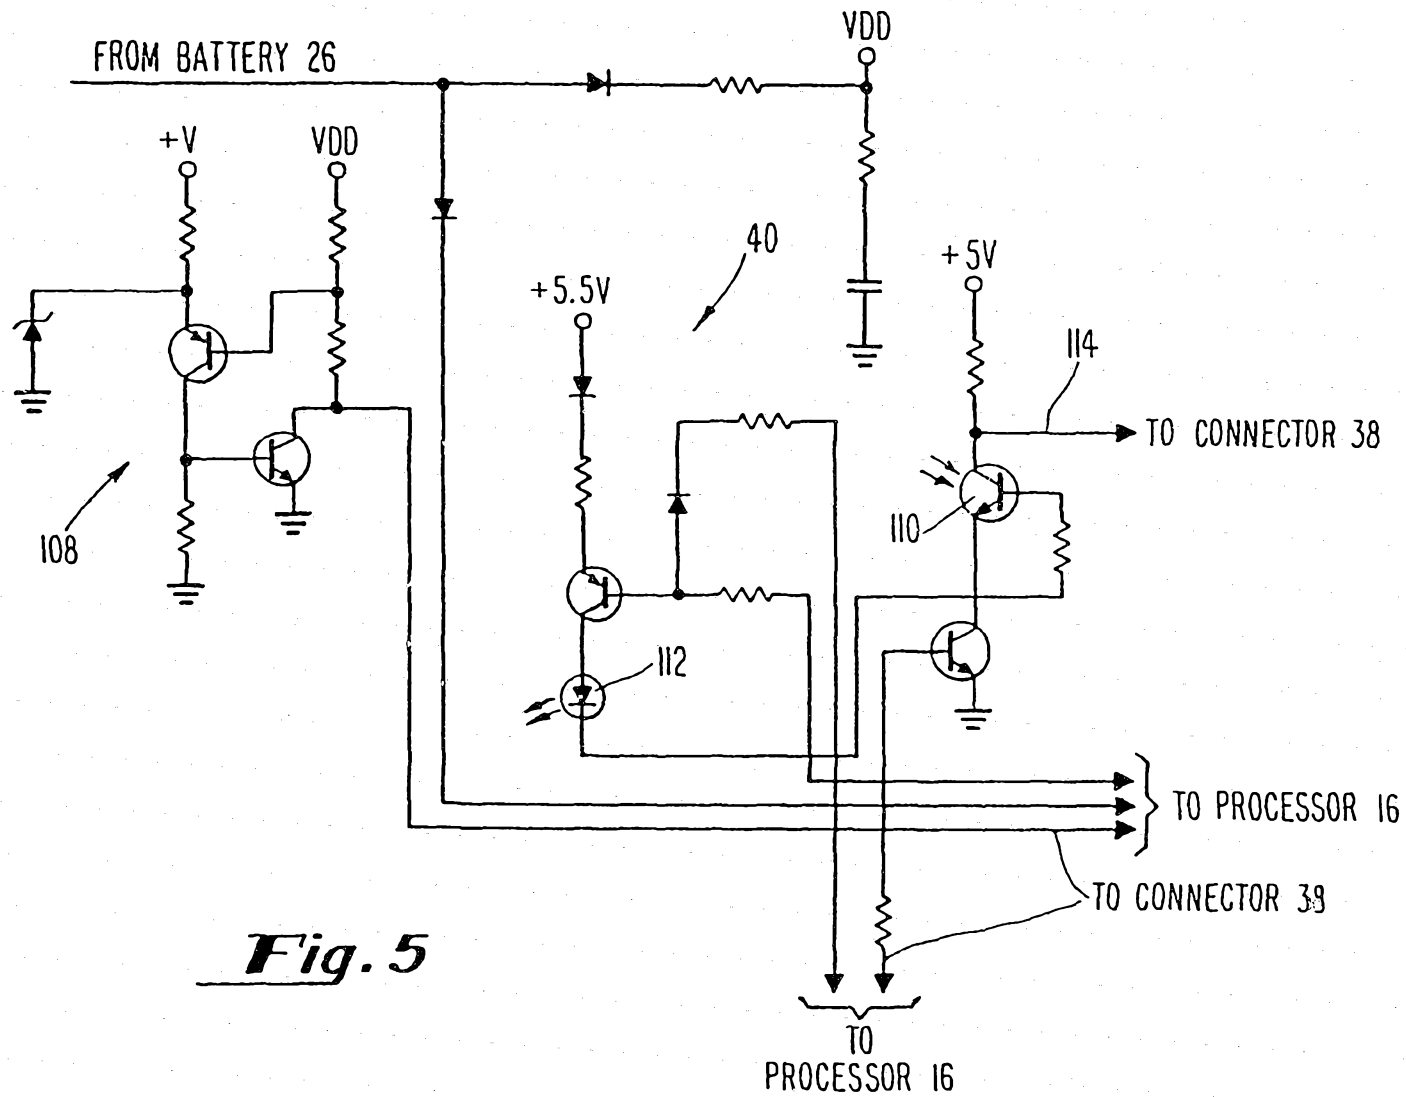 VDD
FROM BATTERY 26
+V
VDD
40
+5V
+5.5V
114
TO CONNECTOR 38
110
108
112
TO PROCESSOR 16
TO CONNECTOR 38
Fig. 5
TO
PROCESSOR 16